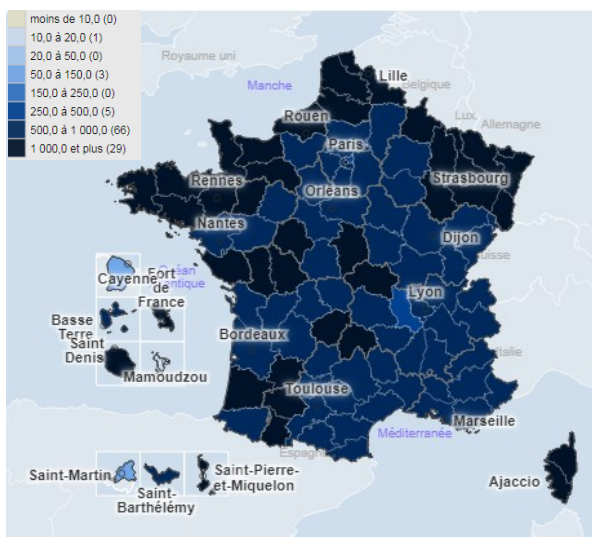 moins de 10,0 (0)
10,0 à 20,0 (1)
20,0 à 50,0 (0)
50,0 à 150,0 (3)
150,0 à 250,0 (0)
250,0 à 500,0 (5)
500,0 à 1 000,0 (66)
1 000,0 et plus (29)
Royaume uni
Lille
Belgique
Manche
Rouen
Lux.
Allemagne
Paris
Rennes
Strasbourg
Orléans
Nantes
Dijon
Suisse
Océan
Atlantique
Cayenne
Fort
de
France
Lyon
Basse
Terre
Bordeaux
Saint
Denis
Italie
Mamoudzou
Toulouse
Marseille
Méditerranée
Espagne
Saint-Martin
Saint-Pierre-
et-Miquelon
Saint-
Barthélémy
Ajaccio